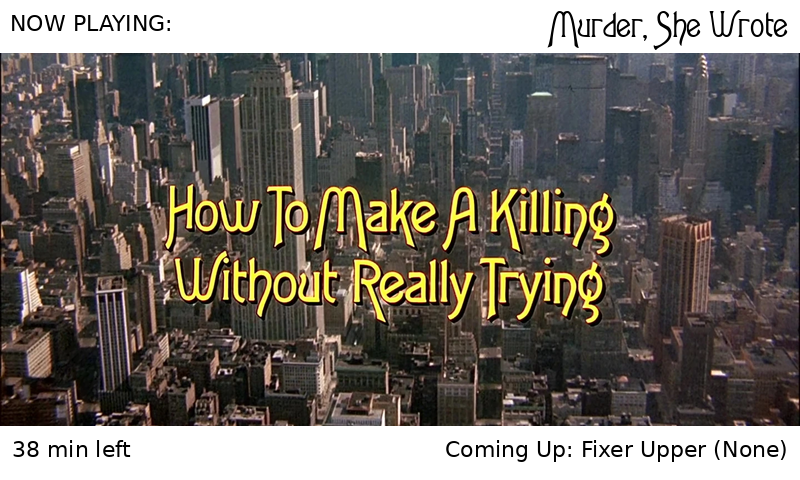 NOW PLAYING:
Murder, She Wrote
How To Make A Killing
Without Really Trying
38 min left
Coming Up: Fixer Upper (None)